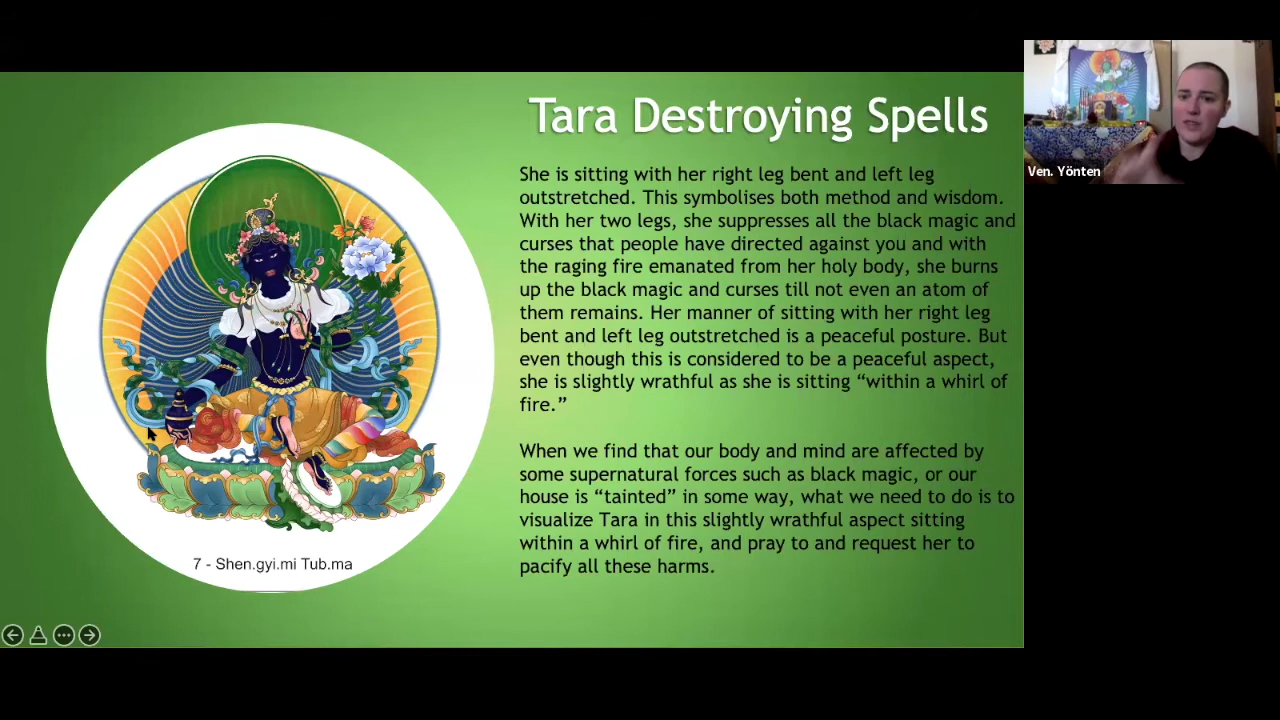 Tara Destroying Spells
She is sitting with her right leg bent and left leg
outstretched. This symbolises both method and wisdom.
With her two legs, she suppresses all the black magic and
curses that people have directed against you and with
the raging fire emanated from her holy body, she burns
up the black magic and curses till not even an atom of
them remains. Her manner of sitting with her right leg
bent and left leg outstretched is a peaceful posture. But
even though this is considered to be a peaceful aspect,
she is slightly wrathful as she is sitting “within a whirl of
fire.”
When we find that our body and mind are affected by
some supernatural forces such as black magic, or our
house is “tainted” in some way, what we need to do is to
visualize Tara in this slightly wrathful aspect sitting
within a whirl of fire, and pray to and request her to
pacify all these harms.
7 - Shen.gyi.mi Tub.ma
Ven. Yönten